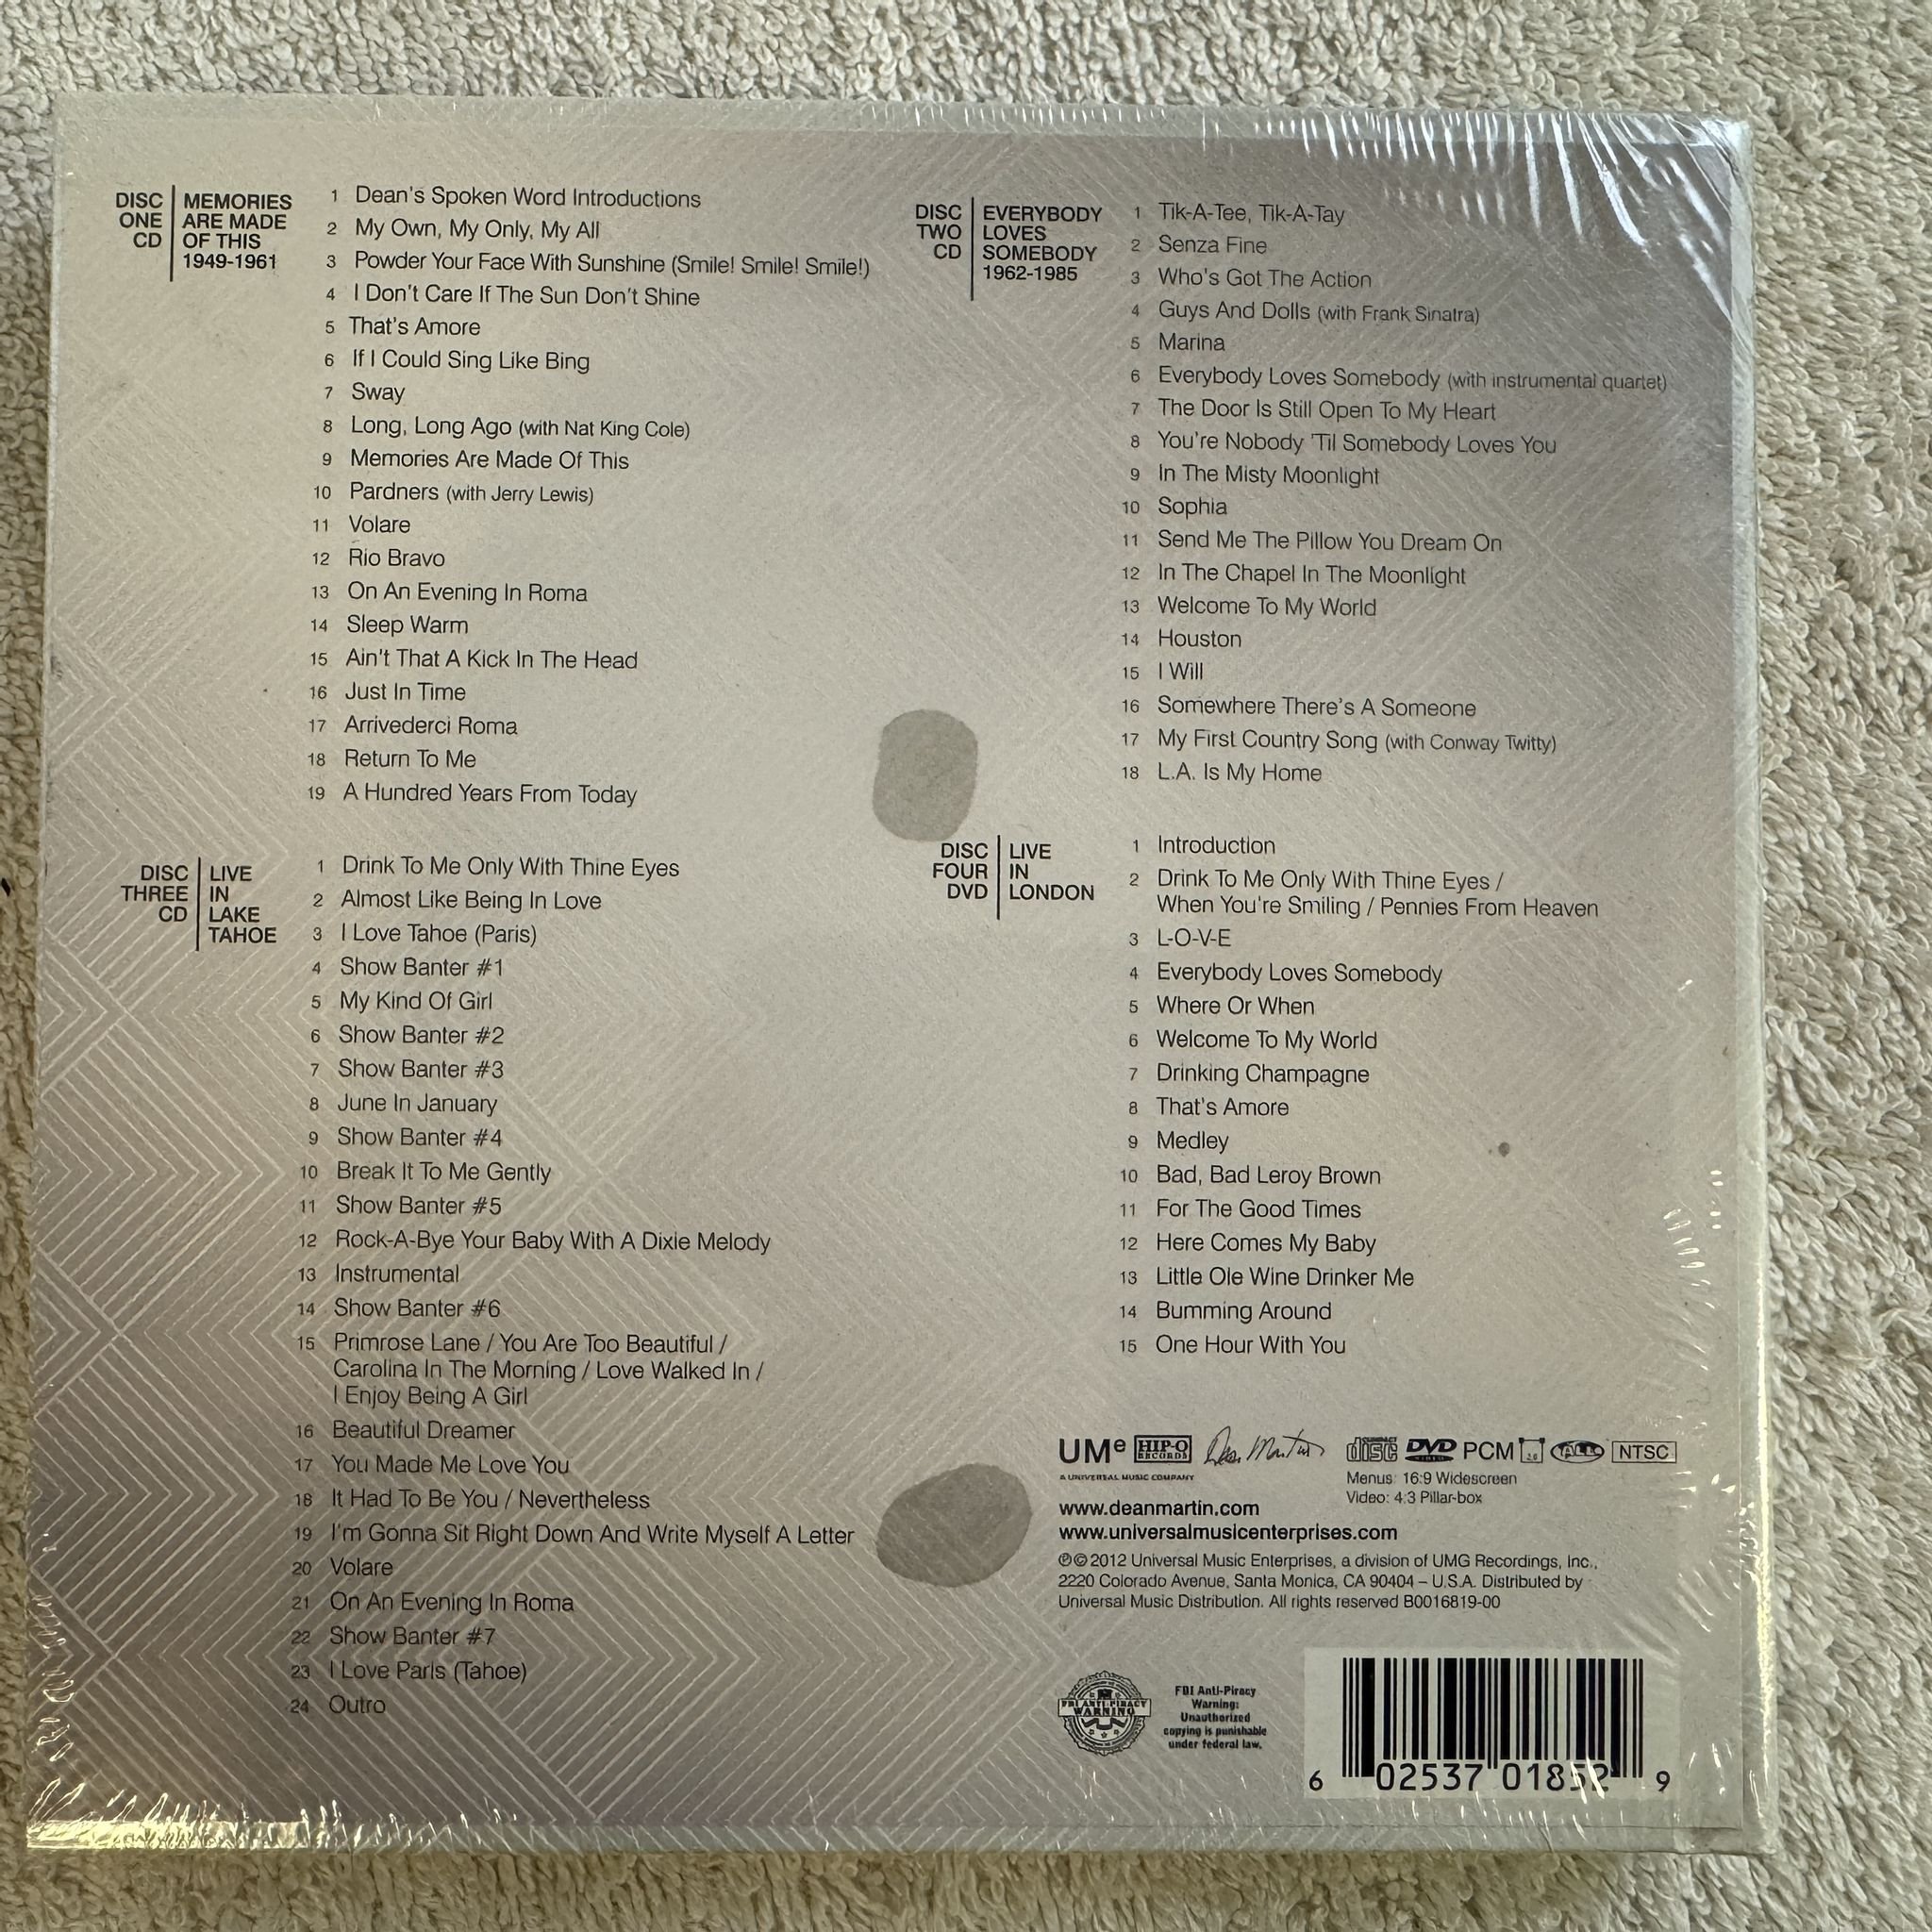 DISC ONE CD
MEMORIES ARE MADE OF THIS 1949-1961
1 Dean's Spoken Word Introductions
2 My Own, My Only, My All
3 Powder Your Face With Sunshine (Smile! Smile! Smile!)
4 I Don't Care If The Sun Don't Shine
5 That's Amore
6 If I Could Sing Like Bing
7 Sway
8 Long, Long Ago (with Nat King Cole)
9 Memories Are Made Of This
10 Pardners (with Jerry Lewis)
11 Volare
12 Rio Bravo
13 On An Evening In Roma
14 Sleep Warm
15 Ain't That A Kick In The Head
16 Just In Time
17 Arrivederci Roma
18 Return To Me
19 A Hundred Years From Today
DISC TWO CD
EVERYBODY LOVES SOMEBODY 1962-1985
1 Tik-A-Tee, Tik-A-Tay
2 Senza Fine
3 Who's Got The Action
4 Guys And Dolls (with Frank Sinatra)
5 Marina
6 Everybody Loves Somebody (with instrumental quartet)
7 The Door Is Still Open To My Heart
8 You're Nobody 'Til Somebody Loves You
9 In The Misty Moonlight
10 Sophia
11 Send Me The Pillow You Dream On
12 In The Chapel In The Moonlight
13 Welcome To My World
14 Houston
15 I Will
16 Somewhere There's A Someone
17 My First Country Song (with Conway Twitty)
18 L.A. Is My Home
DISC THREE CD
LIVE IN LAKE TAHOE
1 Drink To Me Only With Thine Eyes
2 Almost Like Being In Love
3 I Love Tahoe (Paris)
4 Show Banter #1
5 My Kind Of Girl
6 Show Banter #2
7 Show Banter #3
8 June In January
9 Show Banter #4
10 Break It To Me Gently
11 Show Banter #5
12 Rock-A-Bye Your Baby With A Dixie Melody
13 Instrumental
14 Show Banter #6
15 Primrose Lane / You Are Too Beautiful /
Carolina In The Morning / Love Walked In /
I Enjoy Being A Girl
16 Beautiful Dreamer
17 You Made Me Love You
18 It Had To Be You / Nevertheless
19 I'm Gonna Sit Right Down And Write Myself A Letter
20 Volare
21 On An Evening In Roma
22 Show Banter #7
23 I Love Paris (Tahoe)
24 Outro
DISC FOUR DVD
LIVE IN LONDON
1 Introduction
2 Drink To Me Only With Thine Eyes /
When You're Smiling / Pennies From Heaven
3 L-O-V-E
4 Everybody Loves Somebody
5 Where Or When
6 Welcome To My World
7 Drinking Champagne
8 That's Amore
9 Medley
10 Bad, Bad Leroy Brown
11 For The Good Times
12 Here Comes My Baby
13 Little Ole Wine Drinker Me
14 Bumming Around
15 One Hour With You
UMe HIP-O RECORDS Dean Martin COMPACT disc DVD VIDEO PCM 2.0 ALL NTSC
A UNIVERSAL MUSIC COMPANY
Menus: 16:9 Widescreen
Video: 4:3 Pillar-box
www.deanmartin.com
www.universalmusicenterprises.com
℗©2012 Universal Music Enterprises, a division of UMG Recordings, Inc.,
2220 Colorado Avenue, Santa Monica, CA 90404 – U.S.A. Distributed by
Universal Music Distribution. All rights reserved B0016819-00
FBI ANTI-PIRACY
WARNING
FBI Anti-Piracy
Warning:
Unauthorized
copying is punishable
under federal law.
6 02537 01852 9